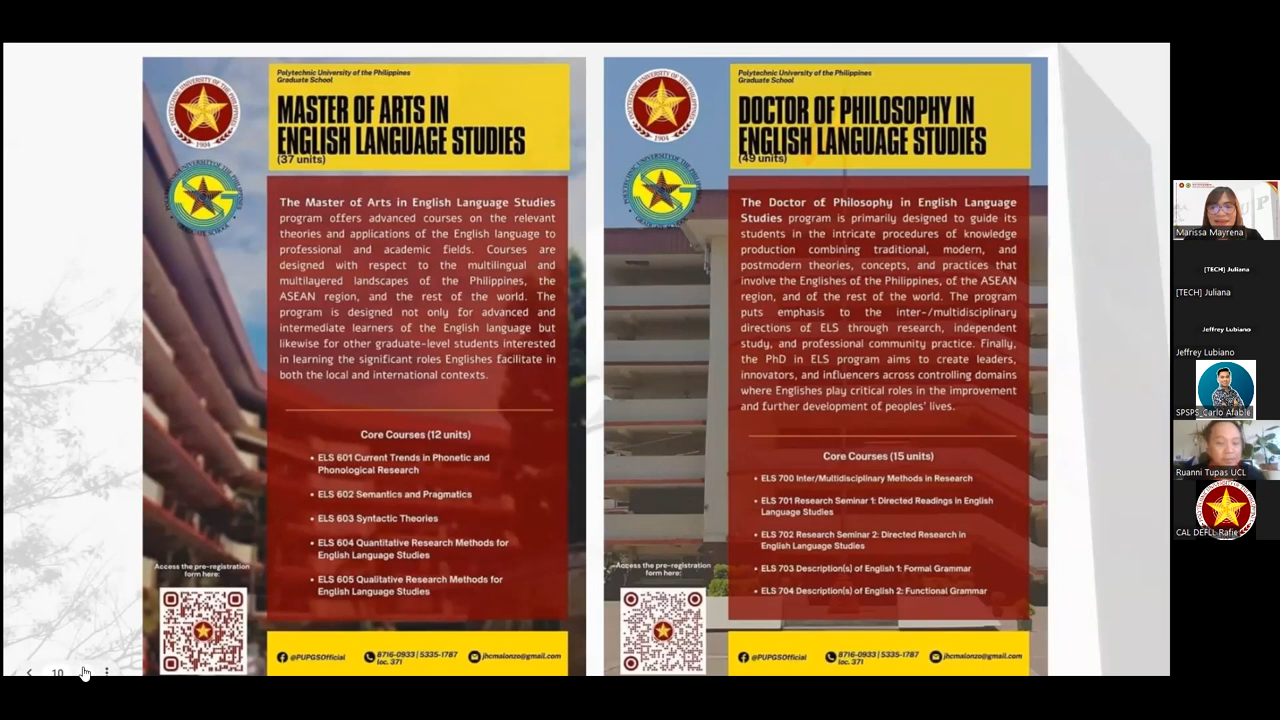 Polytechnic University of the Philippines
Graduate School
MASTER OF ARTS IN
ENGLISH LANGUAGE STUDIES
(37 units)
1904
The Master of Arts in English Language Studies
program offers advanced courses on the relevant
theories and applications of the English language to
professional and academic fields. Courses are
designed with respect to the multilingual and
multilayered landscapes of the Philippines, the
ASEAN region, and the rest of the world. The
program is designed not only for advanced and
intermediate learners of the English language but
likewise for other graduate-level students interested
in learning the significant roles Englishes facilitate in
both the local and international contexts.
Core Courses (12 units)
• ELS 601 Current Trends in Phonetic and
Phonological Research
• ELS 602 Semantics and Pragmatics
• ELS 603 Syntactic Theories
• ELS 604 Quantitative Research Methods for
English Language Studies
• ELS 605 Qualitative Research Methods for
English Language Studies
Access the pre-registration
form here:
@PUPGSOfficial
8716-0933 | 5335-1787
loc. 371
jhcmalonzo@gmail.com
Polytechnic University of the Philippines
Graduate School
DOCTOR OF PHILOSOPHY IN
ENGLISH LANGUAGE STUDIES
(49 units)
1904
The Doctor of Philosophy in English Language
Studies program is primarily designed to guide its
students in the intricate procedures of knowledge
production combining traditional, modern, and
postmodern theories, concepts, and practices that
involve the Englishes of the Philippines, of the ASEAN
region, and of the rest of the world. The program
puts emphasis to the inter-/multidisciplinary
directions of ELS through research, independent
study, and professional community practice. Finally,
the PhD in ELS program aims to create leaders,
innovators, and influencers across controlling domains
where Englishes play critical roles in the improvement
and further development of peoples' lives.
Core Courses (15 units)
• ELS 700 Inter/Multidisciplinary Methods in Research
• ELS 701 Research Seminar 1: Directed Readings in English
Language Studies
• ELS 702 Research Seminar 2: Directed Research in
English Language Studies
• ELS 703 Description(s) of English 1: Formal Grammar
• ELS 704 Description(s) of English 2: Functional Grammar
Access the pre-registration
form here:
@PUPGSOfficial
8716-0933 | 5335-1787
loc. 371
jhcmalonzo@gmail.com
10
Marissa Mayrena
[TECH] Juliana
[TECH] Juliana
Jeffrey Lubiano
Jeffrey Lubiano
SPSPS_Carlo Afable
Ruanni Tupas UCL
CAL DEFLL Rafie